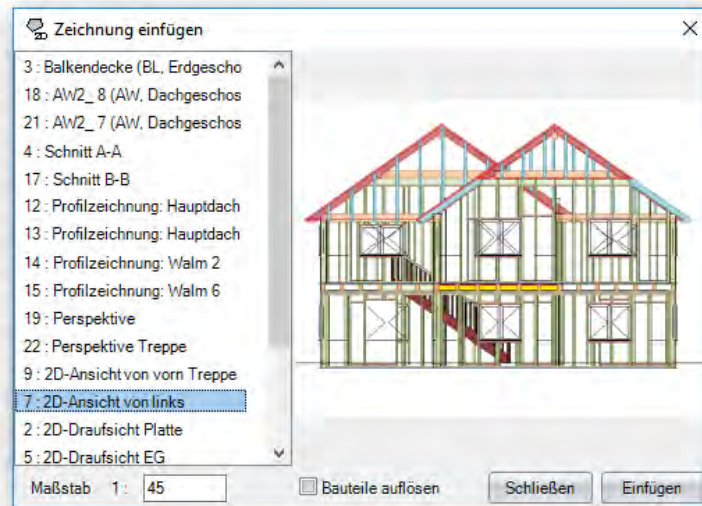 2D
Zeichnung einfügen
3 : Balkendecke (BL, Erdgescho
18 : AW2_ 8 (AW, Dachgeschos
21 : AW2_ 7 (AW, Dachgeschos
4 : Schnitt A-A
17 : Schnitt B-B
12 : Profilzeichnung: Hauptdach
13 : Profilzeichnung: Hauptdach
14 : Profilzeichnung: Walm 2
15 : Profilzeichnung: Walm 6
19 : Perspektive
22 : Perspektive Treppe
9 : 2D-Ansicht von vorn Treppe
7 : 2D-Ansicht von links
2 : 2D-Draufsicht Platte
5 : 2D-Draufsicht EG
Maßstab 1 : 45
Bauteile auflösen
Schließen
Einfügen